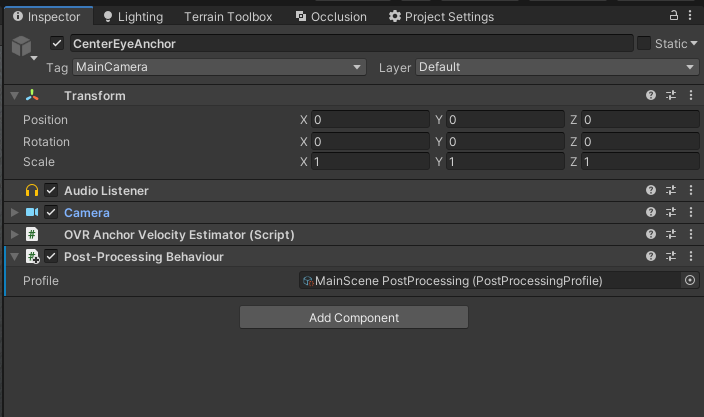 Inspector Lighting Terrain Toolbox Occlusion Project Settings
CenterEyeAnchor Static
Tag MainCamera Layer Default
Transform
Position X 0 Y 0 Z 0
Rotation X 0 Y 0 Z 0
Scale X 1 Y 1 Z 1
Audio Listener
Camera
# OVR Anchor Velocity Estimator (Script)
# Post-Processing Behaviour
Profile MainScene PostProcessing (PostProcessingProfile)
Add Component